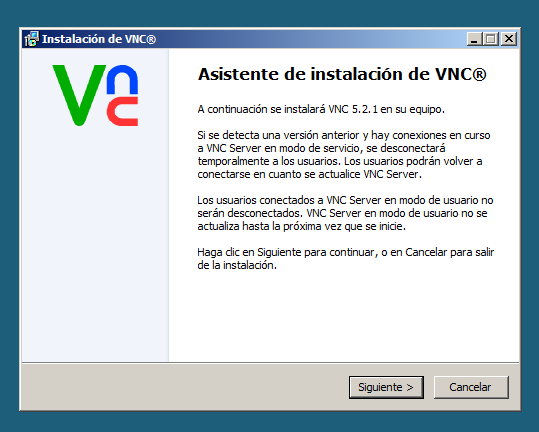 Instalación de VNC®
VNC
Asistente de instalación de VNC®
A continuación se instalará VNC 5.2.1 en su equipo.
Si se detecta una versión anterior y hay conexiones en curso
a VNC Server en modo de servicio, se desconectará
temporalmente a los usuarios. Los usuarios podrán volver a
conectarse en cuanto se actualice VNC Server.
Los usuarios conectados a VNC Server en modo de usuario no
serán desconectados. VNC Server en modo de usuario no se
actualiza hasta la próxima vez que se inicie.
Haga clic en Siguiente para continuar, o en Cancelar para salir
de la instalación.
Siguiente >
Cancelar